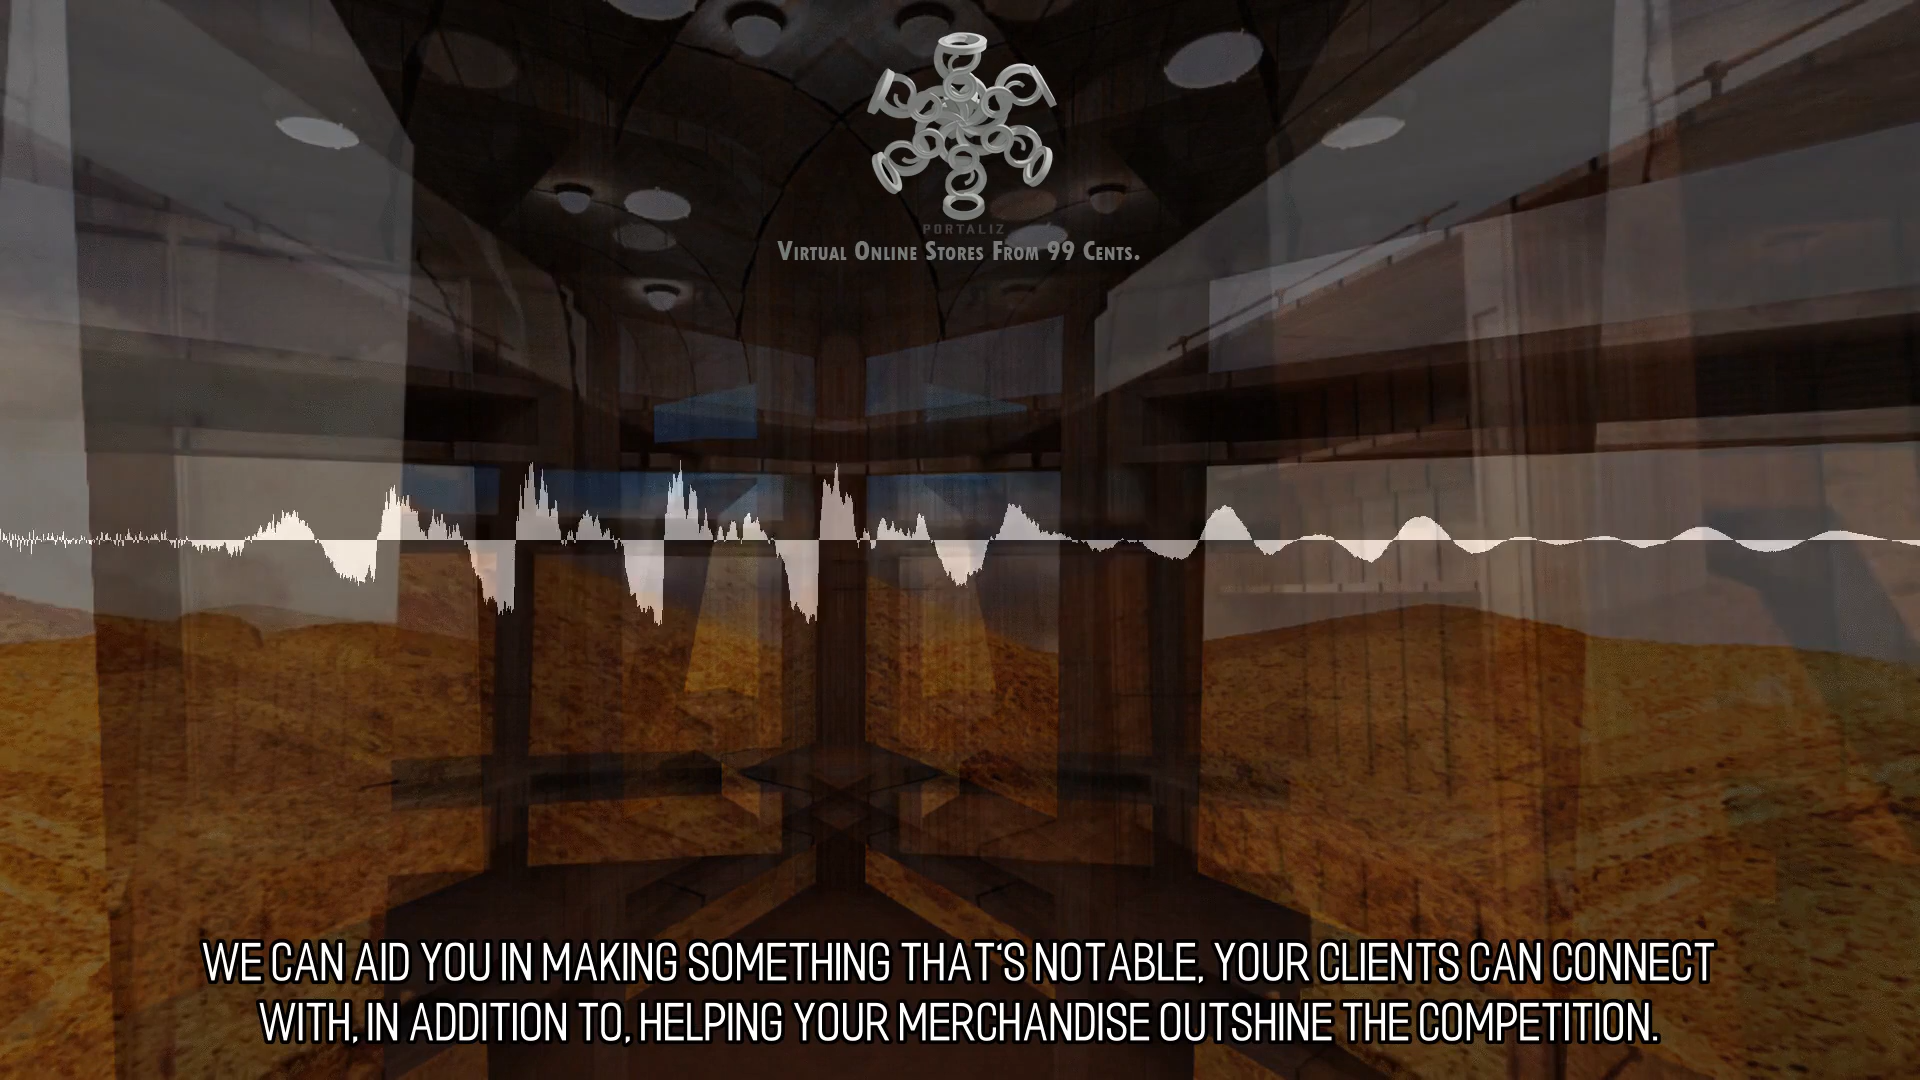 PORTALIZ
Virtual Online Stores From 99 Cents.
WE CAN AID YOU IN MAKING SOMETHING THAT'S NOTABLE, YOUR CLIENTS CAN CONNECT
WITH, IN ADDITION TO, HELPING YOUR MERCHANDISE OUTSHINE THE COMPETITION.